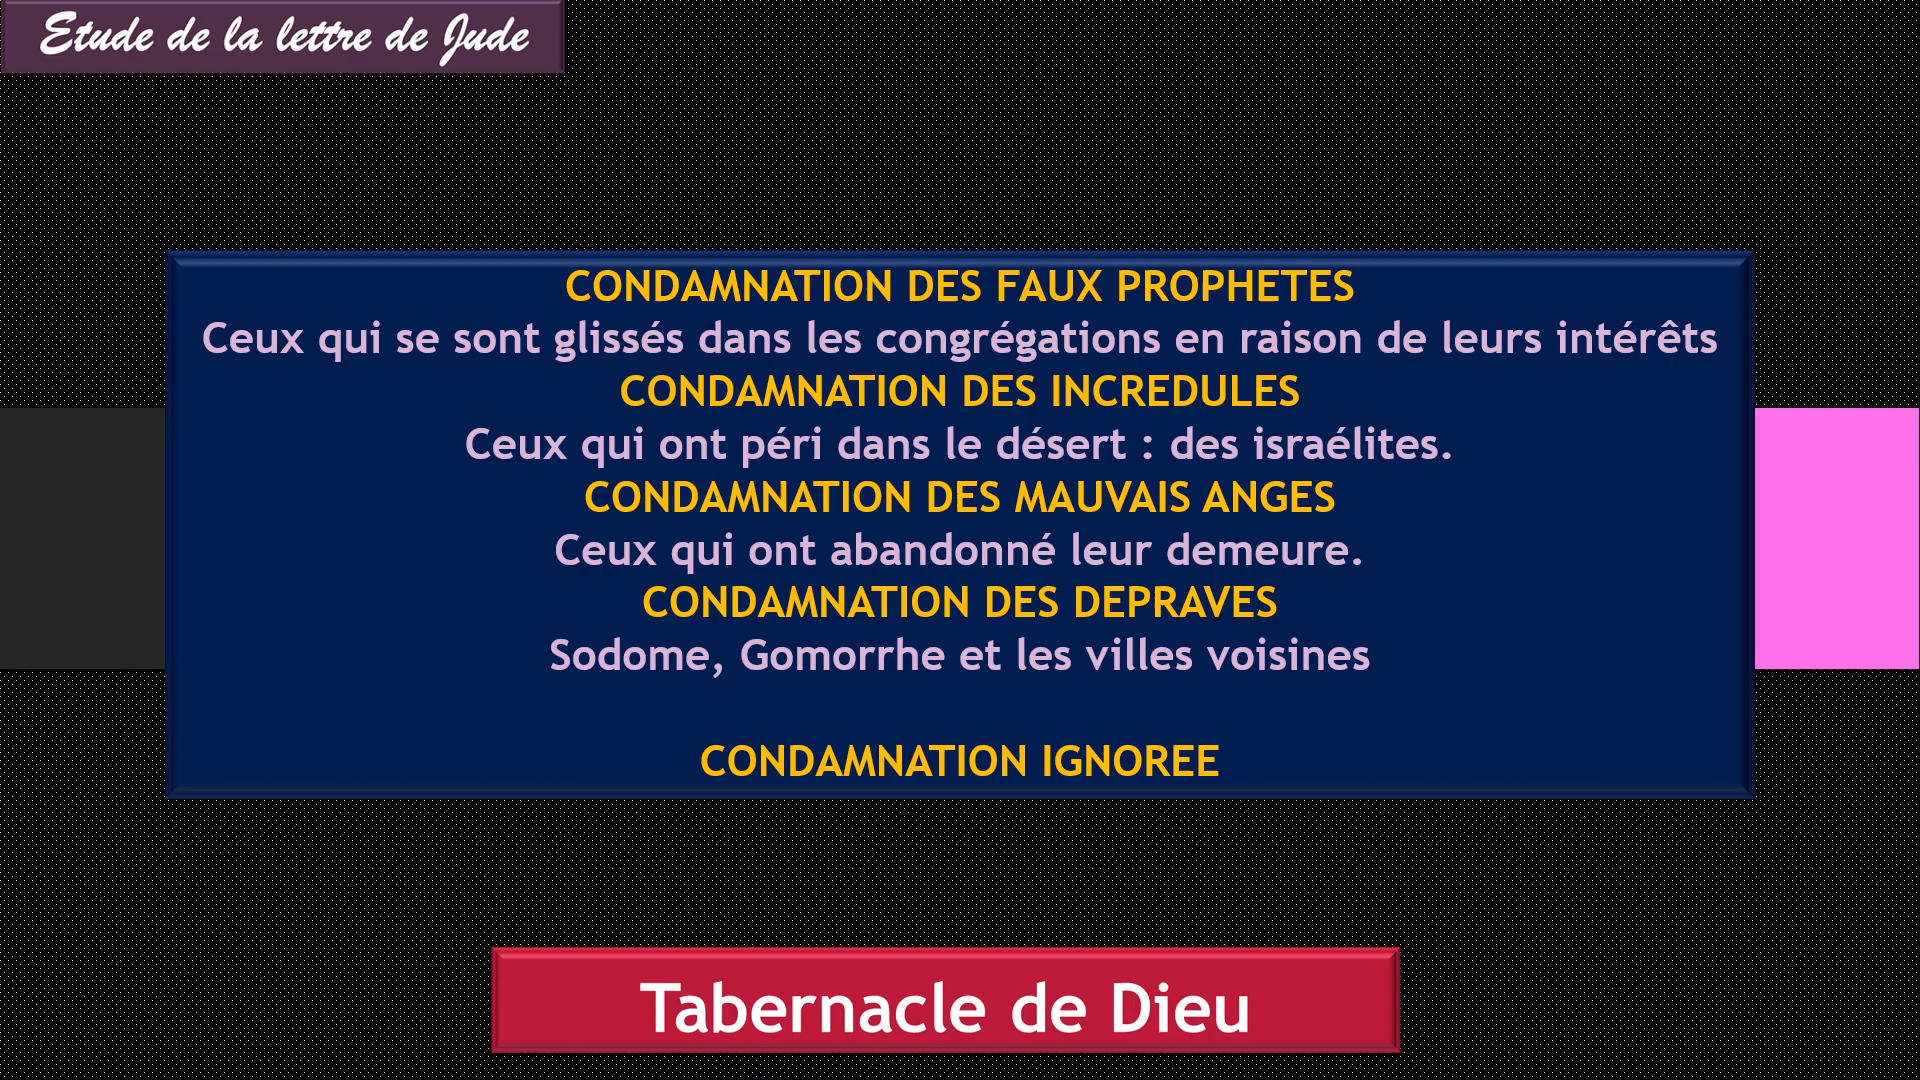 Etude de la lettre de Jude
CONDAMNATION DES FAUX PROPHETES
Ceux qui se sont glissés dans les congrégations en raison de leurs intérêts
CONDAMNATION DES INCREDULES
Ceux qui ont péri dans le désert : des israélites.
CONDAMNATION DES MAUVAIS ANGES
Ceux qui ont abandonné leur demeure.
CONDAMNATION DES DEPRAVES
Sodome, Gomorrhe et les villes voisines
CONDAMNATION IGNOREE
Tabernacle de Dieu